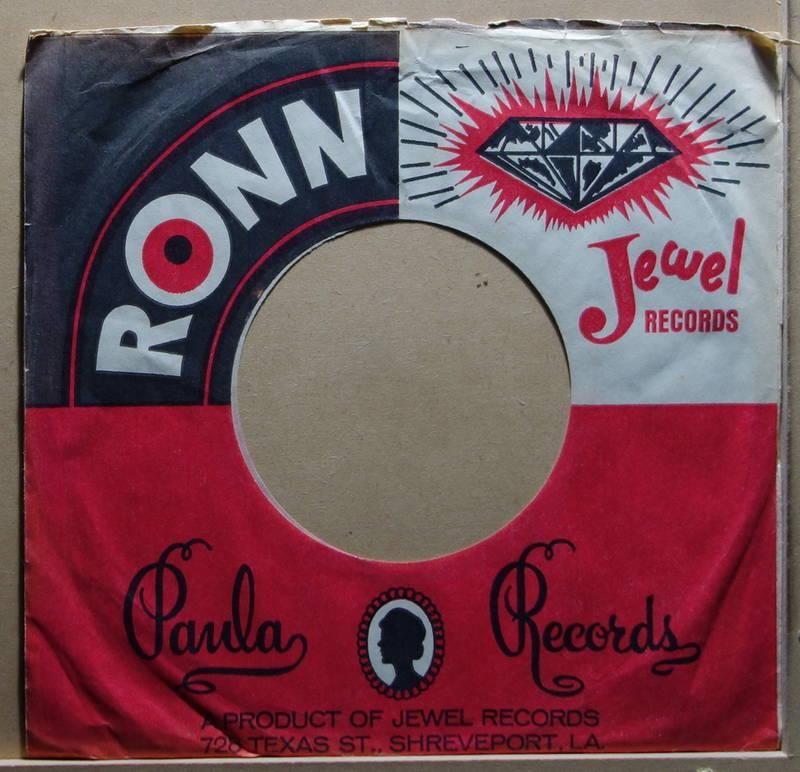 RONN
Jewel
RECORDS
Paula Records
A PRODUCT OF JEWEL RECORDS
728 TEXAS ST., SHREVEPORT, LA.